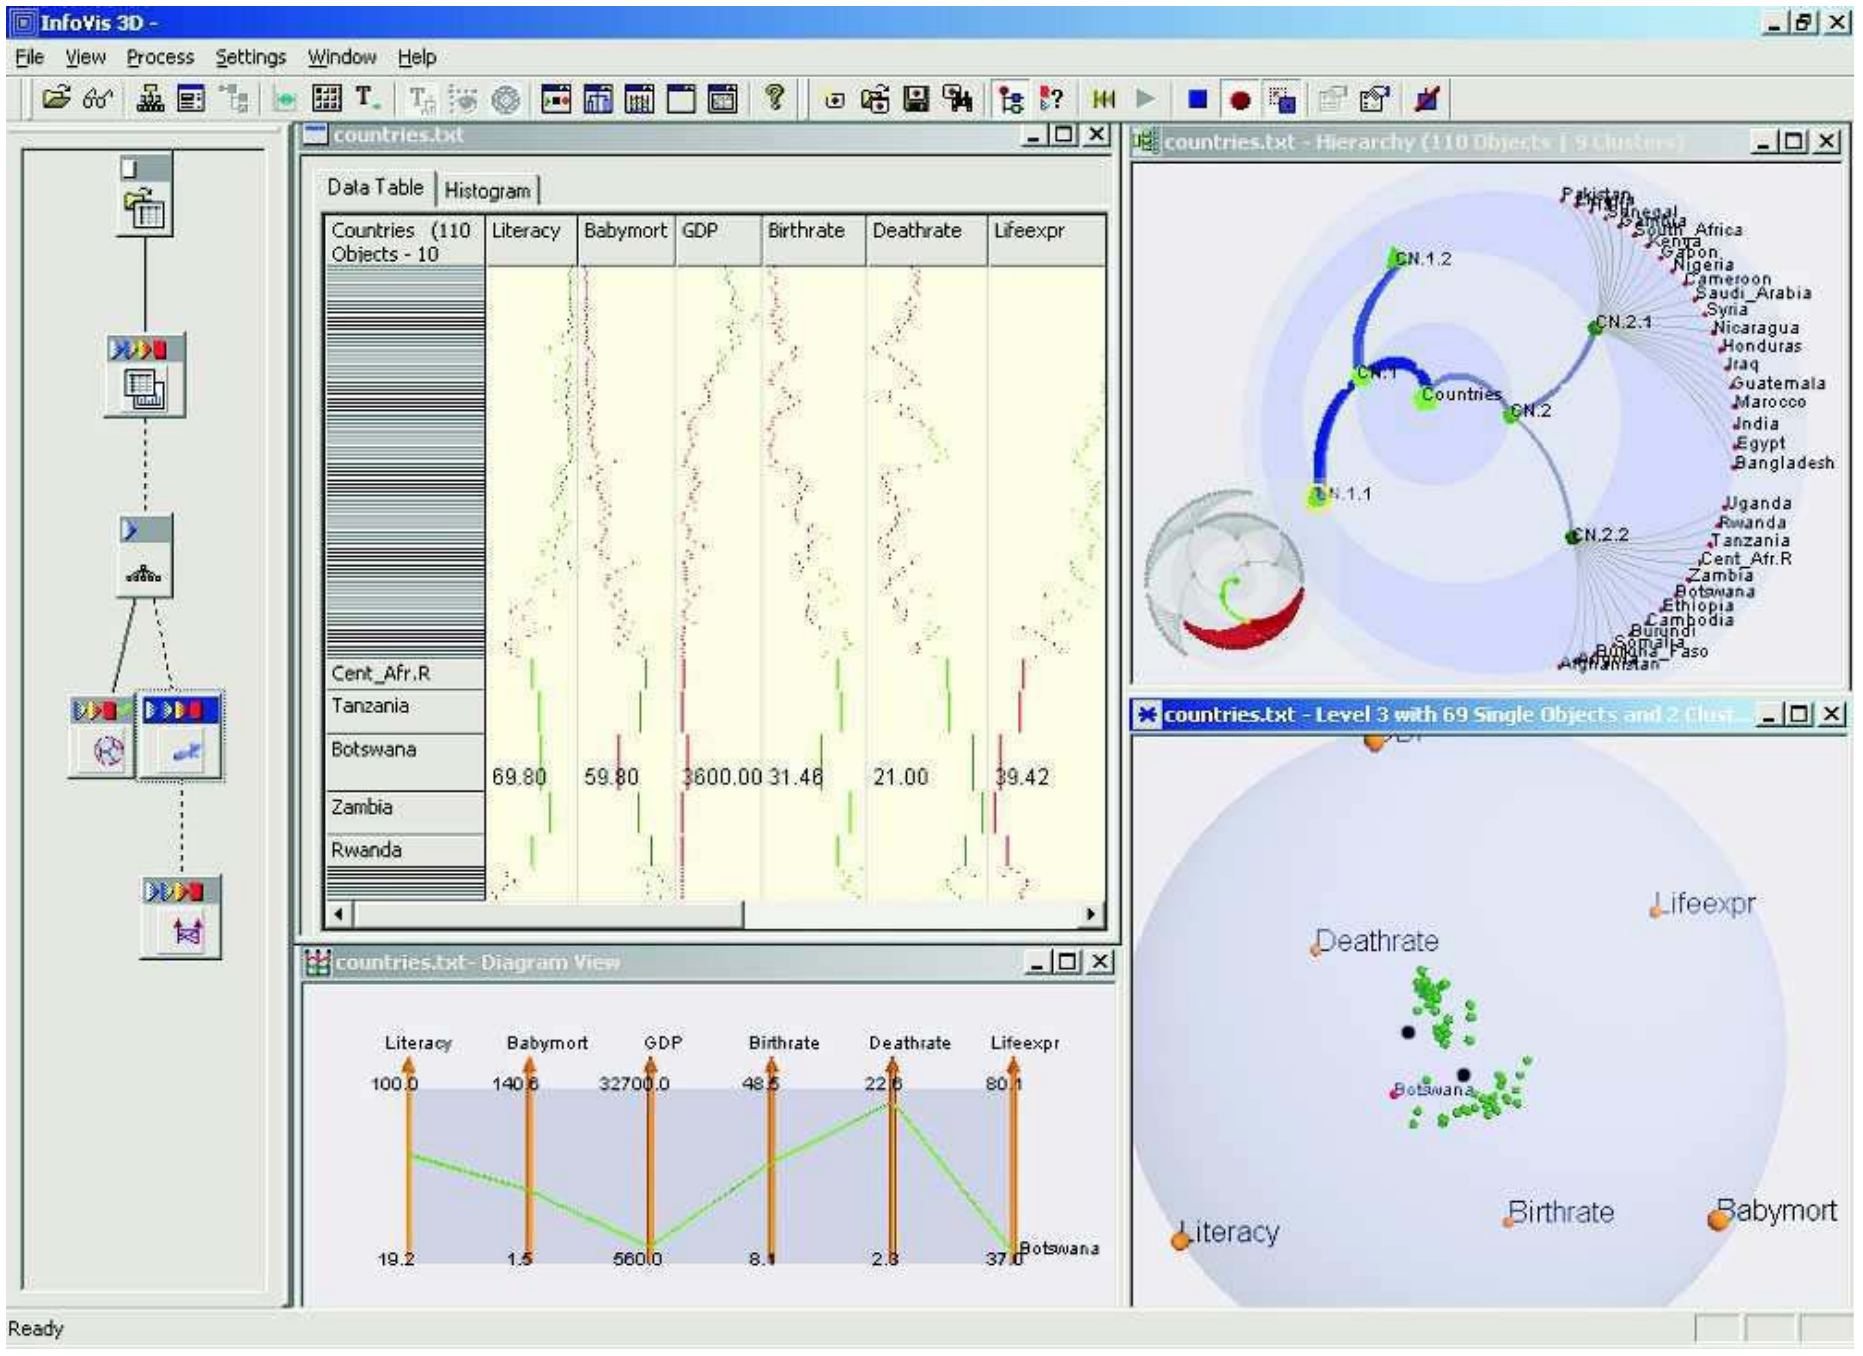 InfoVis 3D -
File View Process Settings Window Help
countries.txt
Data Table Histogram
Countries (110 Objects - 10 Literacy Babymort GDP Birthrate Deathrate Lifeexpr
Cent_Afr.R
Tanzania
Botswana
69.80 59.80 3600.00 31.46 21.00 39.42
Zambia
Rwanda
countries.txt - Diagram View
Literacy Babymort GDP Birthrate Deathrate Lifeexpr
100.0 140.6 32700.0 48.5 22.6 80.1
19.2 1.5 560.0 8.1 2.3 37.0
Botswana
countries.txt - Hierarchy (110 Objects | 9 Clusters)
Pakistan
Senegal
Gambia
South_Africa
Kenya
Gabon
Nigeria
Cameroon
Saudi_Arabia
Syria
Nicaragua
Honduras
Iraq
Guatemala
Marocco
India
Egypt
Bangladesh
CN.1.2
CN.2.1
CN.1
Countries
CN.2
CN.1.1
CN.2.2
Uganda
Rwanda
Tanzania
Cent_Afr.R
Zambia
Botswana
Ethiopia
Cambodia
Burundi
Somalia
Burkina_Faso
Afghanistan
countries.txt - Level 3 with 69 Single Objects and 2 Clust...
Lifeexpr
Deathrate
Botswana
Birthrate
Babymort
Literacy
Ready